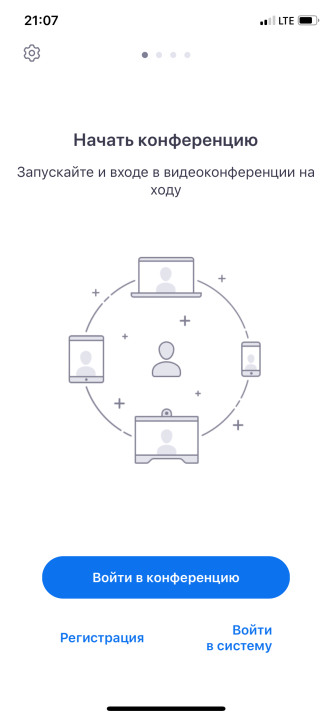 21:07
LTE
Начать конференцию
Запускайте и входе в видеоконференции на
ходу
Войти в конференцию
Регистрация
Войти
в систему